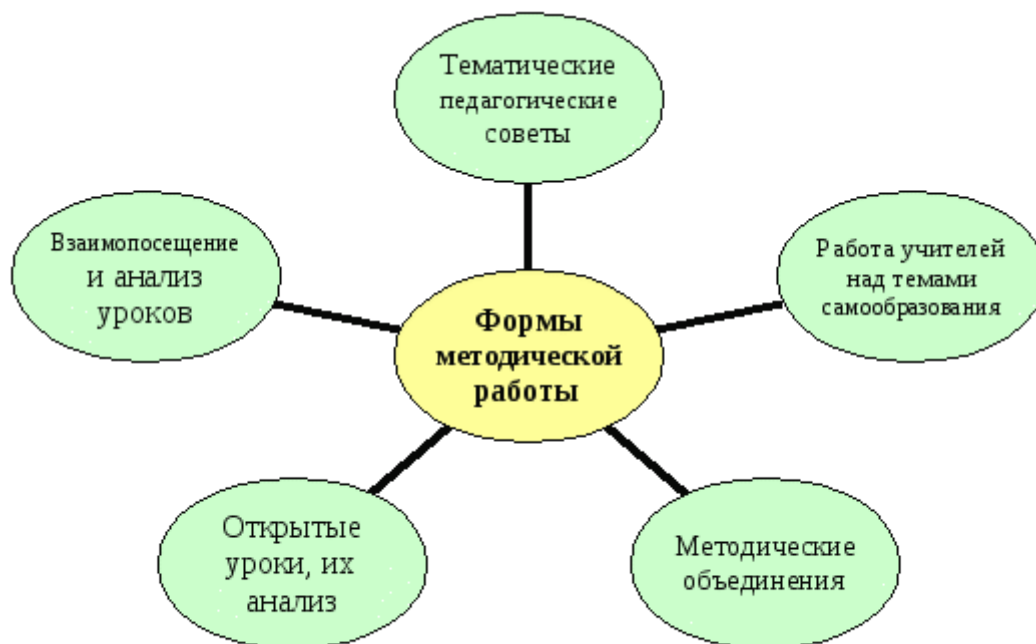 Тематические
педагогические
советы
Взаимопосещение
и анализ
уроков
Работа учителей
над темами
самообразования
Формы
методической
работы
Открытые
уроки, их
анализ
Методические
объединения